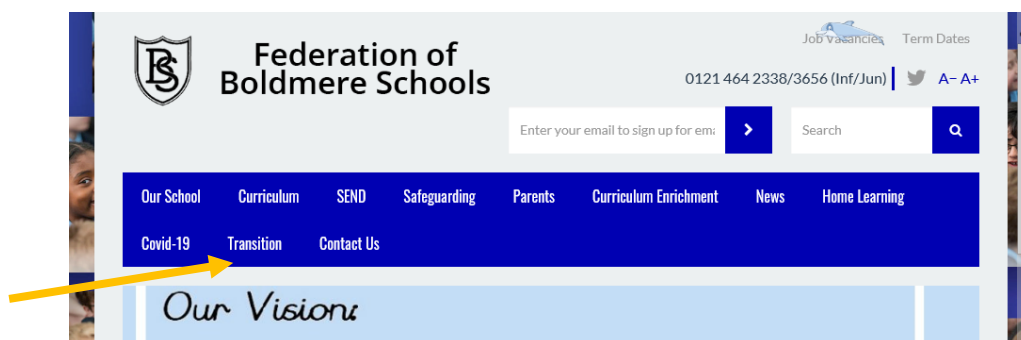 Job Vacancies Term Dates
BS
Federation of
Boldmere Schools
0121 464 2338/3656 (Inf/Jun) A− A+
Enter your email to sign up for ema
Search
Our School Curriculum SEND Safeguarding Parents Curriculum Enrichment News Home Learning
Covid-19 Transition Contact Us
Our Vision: